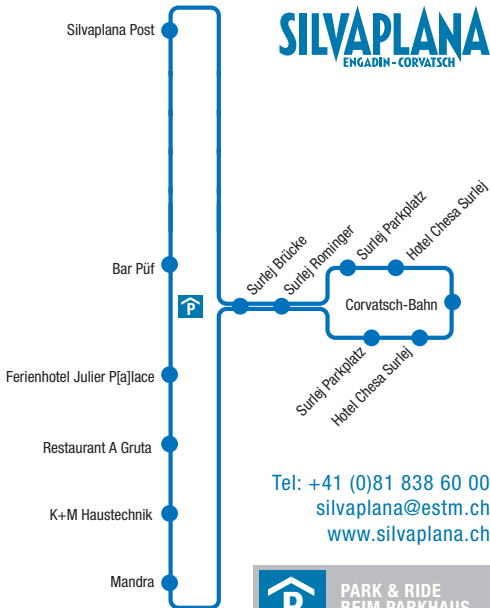 SILVAPLANA
ENGADIN - CORVATSCH
Silvaplana Post
Bar Püf
P
Ferienhotel Julier P[a]lace
Restaurant A Gruta
K+M Haustechnik
Mandra
Surlej Brücke
Surlej Rominger
Surlej Parkplatz
Hotel Chesa Surlej
Corvatsch-Bahn
Surlej Parkplatz
Hotel Chesa Surlej
Tel: +41 (0)81 838 60 00
silvaplana@estm.ch
www.silvaplana.ch
P
PARK & RIDE
BEIM PARKHAUS